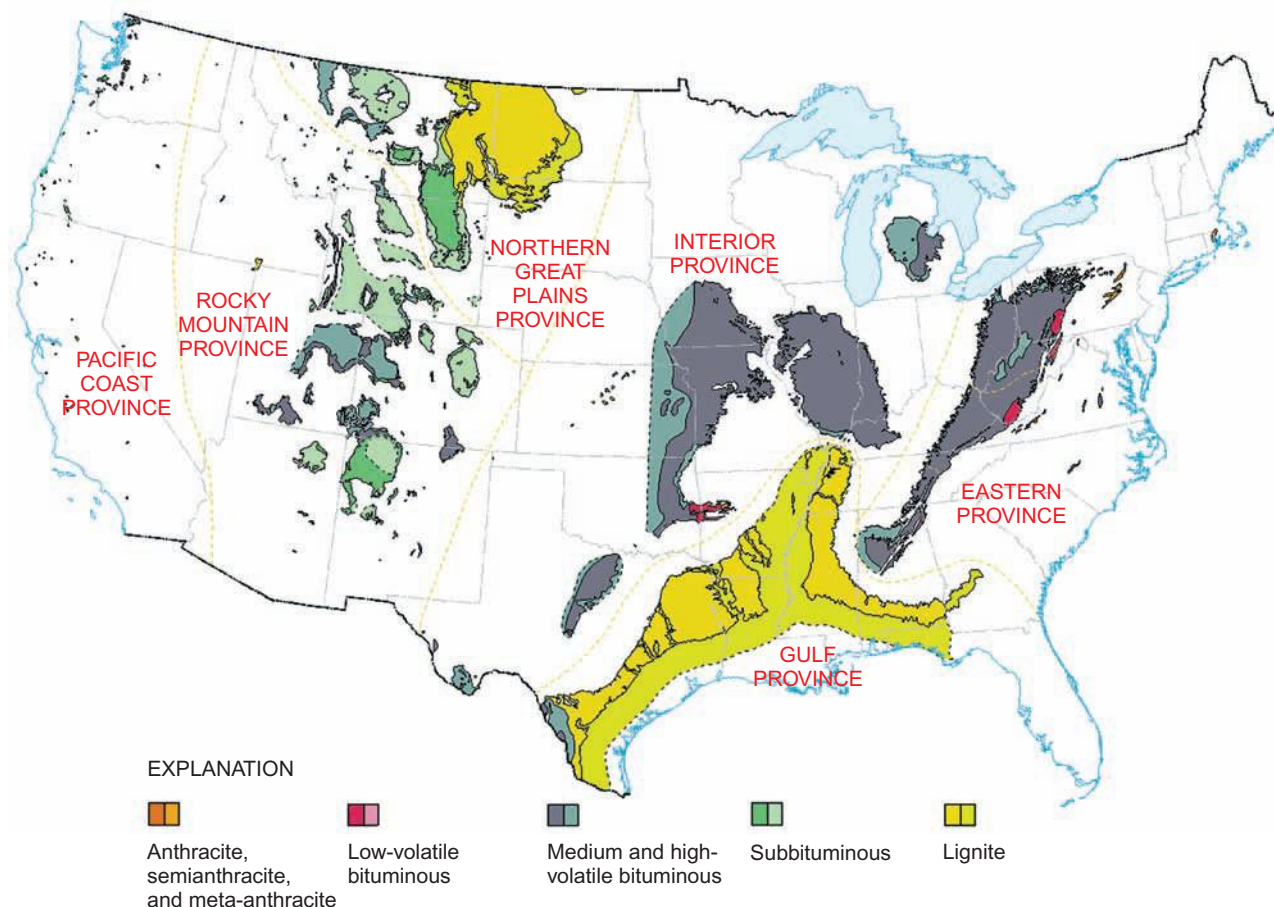 NORTHERN
GREAT
PLAINS
PROVINCE
INTERIOR
PROVINCE
ROCKY
MOUNTAIN
PROVINCE
PACIFIC
COAST
PROVINCE
EASTERN
PROVINCE
GULF
PROVINCE
EXPLANATION
Anthracite,
semianthracite,
and meta-anthracite
Low-volatile
bituminous
Medium and high-
volatile bituminous
Subbituminous
Lignite